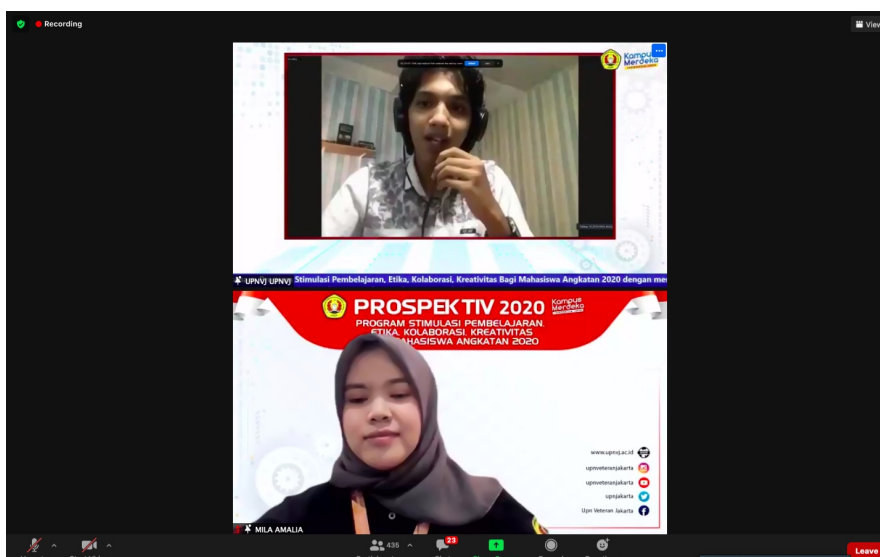 Recording
View
Kampus
Merdeka
UPNVJ UPNVJ
Stimulasi Pembelajaran, Etika, Kolaborasi, Kreativitas Bagi Mahasiswa Angkatan 2020 dengan
PROSPEKTIV 2020
Kampus
Merdeka
PROGRAM STIMULASI PEMBELAJARAN,
ETIKA, KOLABORASI, KREATIVITAS
MAHASISWA ANGKATAN 2020
www.upnvj.ac.id
upnveteranjakarta
upnveteranjakarta
upnjakarta
Upn Veteran Jakarta
MILA AMALIA
435
23
Leave